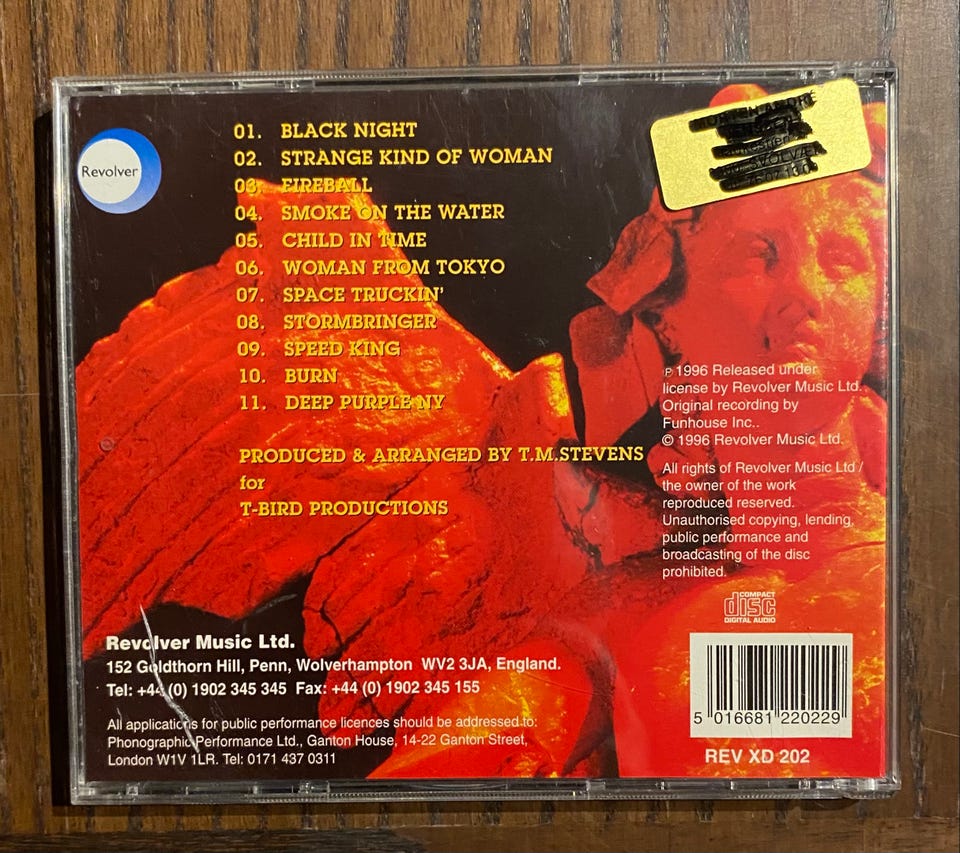 Revolver
01. BLACK NIGHT
02. STRANGE KIND OF WOMAN
03. FIREBALL
04. SMOKE ON THE WATER
05. CHILD IN TIME
06. WOMAN FROM TOKYO
07. SPACE TRUCKIN'
08. STORMBRINGER
09. SPEED KING
10. BURN
11. DEEP PURPLE NY
PRODUCED & ARRANGED BY T.M.STEVENS
for
T-BIRD PRODUCTIONS
℗ 1996 Released under
license by Revolver Music Ltd..
Original recording by
Funhouse Inc..
© 1996 Revolver Music Ltd.
All rights of Revolver Music Ltd /
the owner of the work
reproduced reserved.
Unauthorised copying, lending,
public performance and
broadcasting of the disc
prohibited.
COMPACT
disc
DIGITAL AUDIO
Revolver Music Ltd.
152 Goldthorn Hill, Penn, Wolverhampton WV2 3JA, England.
Tel: +44 (0) 1902 345 345 Fax: +44 (0) 1902 345 155
All applications for public performance licences should be addressed to:
Phonographic Performance Ltd., Ganton House, 14-22 Ganton Street,
London W1V 1LR. Tel: 0171 437 0311
5 016681 220229
REV XD 202